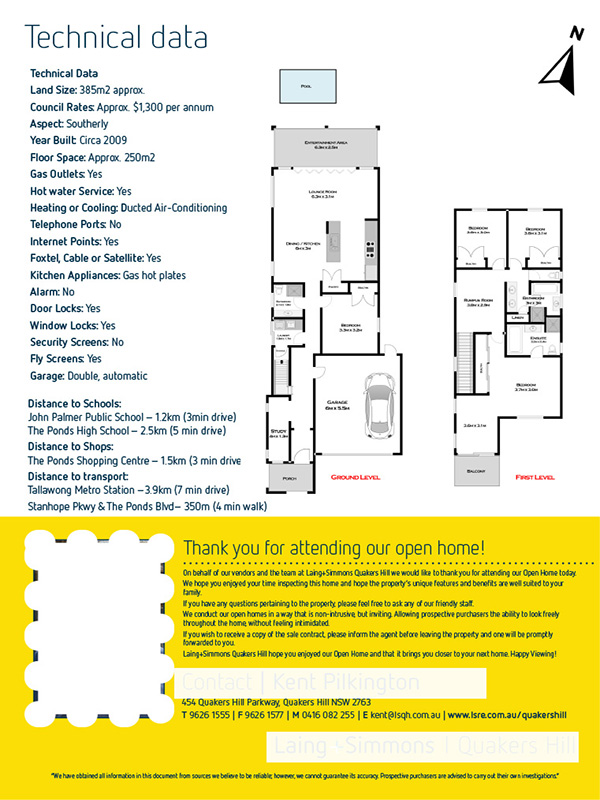 Technical data
N
Technical Data
Land Size: 385m2 approx.
Council Rates: Approx. $1,300 per annum
Aspect: Southerly
Year Built: Circa 2009
Floor Space: Approx. 250m2
Gas Outlets: Yes
Hot water Service: Yes
Heating or Cooling: Ducted Air-Conditioning
Telephone Ports: No
Internet Points: Yes
Foxtel, Cable or Satellite: Yes
Kitchen Appliances: Gas hot plates
Alarm: No
Door Locks: Yes
Window Locks: Yes
Security Screens: No
Fly Screens: Yes
Garage: Double, automatic
Distance to Schools:
John Palmer Public School – 1.2km (3min drive)
The Ponds High School – 2.5km (5 min drive)
Distance to Shops:
The Ponds Shopping Centre – 1.5km (3 min drive
Distance to transport:
Tallawong Metro Station –3.9km (7 min drive)
Stanhope Pkwy & The Ponds Blvd– 350m (4 min walk)
Pool
Entertainment Area
Lounge Room
6.3m x 3.1m
Dining / Kitchen
6m x 3m
Bedroom
3.3m x 3.2m
Garage
6m x 5.5m
Study
Porch
Ground Level
Bedroom
Bedroom
3.6m x 3.1m
Rumpus Room
3.8m x 2.9m
Bathroom
Linen
Ensuite
Bedroom
3.7m x 3.6m
3.6m x 3.1m
Balcony
First Level
Thank you for attending our open home!
On behalf of our vendors and the team at Laing+Simmons Quakers Hill we would like to thank you for attending our Open Home today.
We hope you enjoyed your time inspecting this home and hope the property's unique features and benefits are well suited to your
family.
If you have any questions pertaining to the property, please feel free to ask any of our friendly staff.
We conduct our open homes in a way that is non-intrusive, but inviting. Allowing prospective purchasers the ability to look freely
throughout the home, without feeling intimidated.
If you wish to receive a copy of the sale contract, please inform the agent before leaving the property and one will be promptly
forwarded to you.
Laing+Simmons Quakers Hill hope you enjoyed our Open Home and that it brings you closer to your next home. Happy Viewing!
Contact | Kent Pilkington
454 Quakers Hill Parkway, Quakers Hill NSW 2763
T 9626 1555 | F 9626 1577 | M 0416 082 255 | E kent@lsqh.com.au | www.lsre.com.au/quakershill
Laing+Simmons | Quakers Hill
"We have obtained all information in this document from sources we believe to be reliable; however, we cannot guarantee its accuracy. Prospective purchasers are advised to carry out their own investigations."